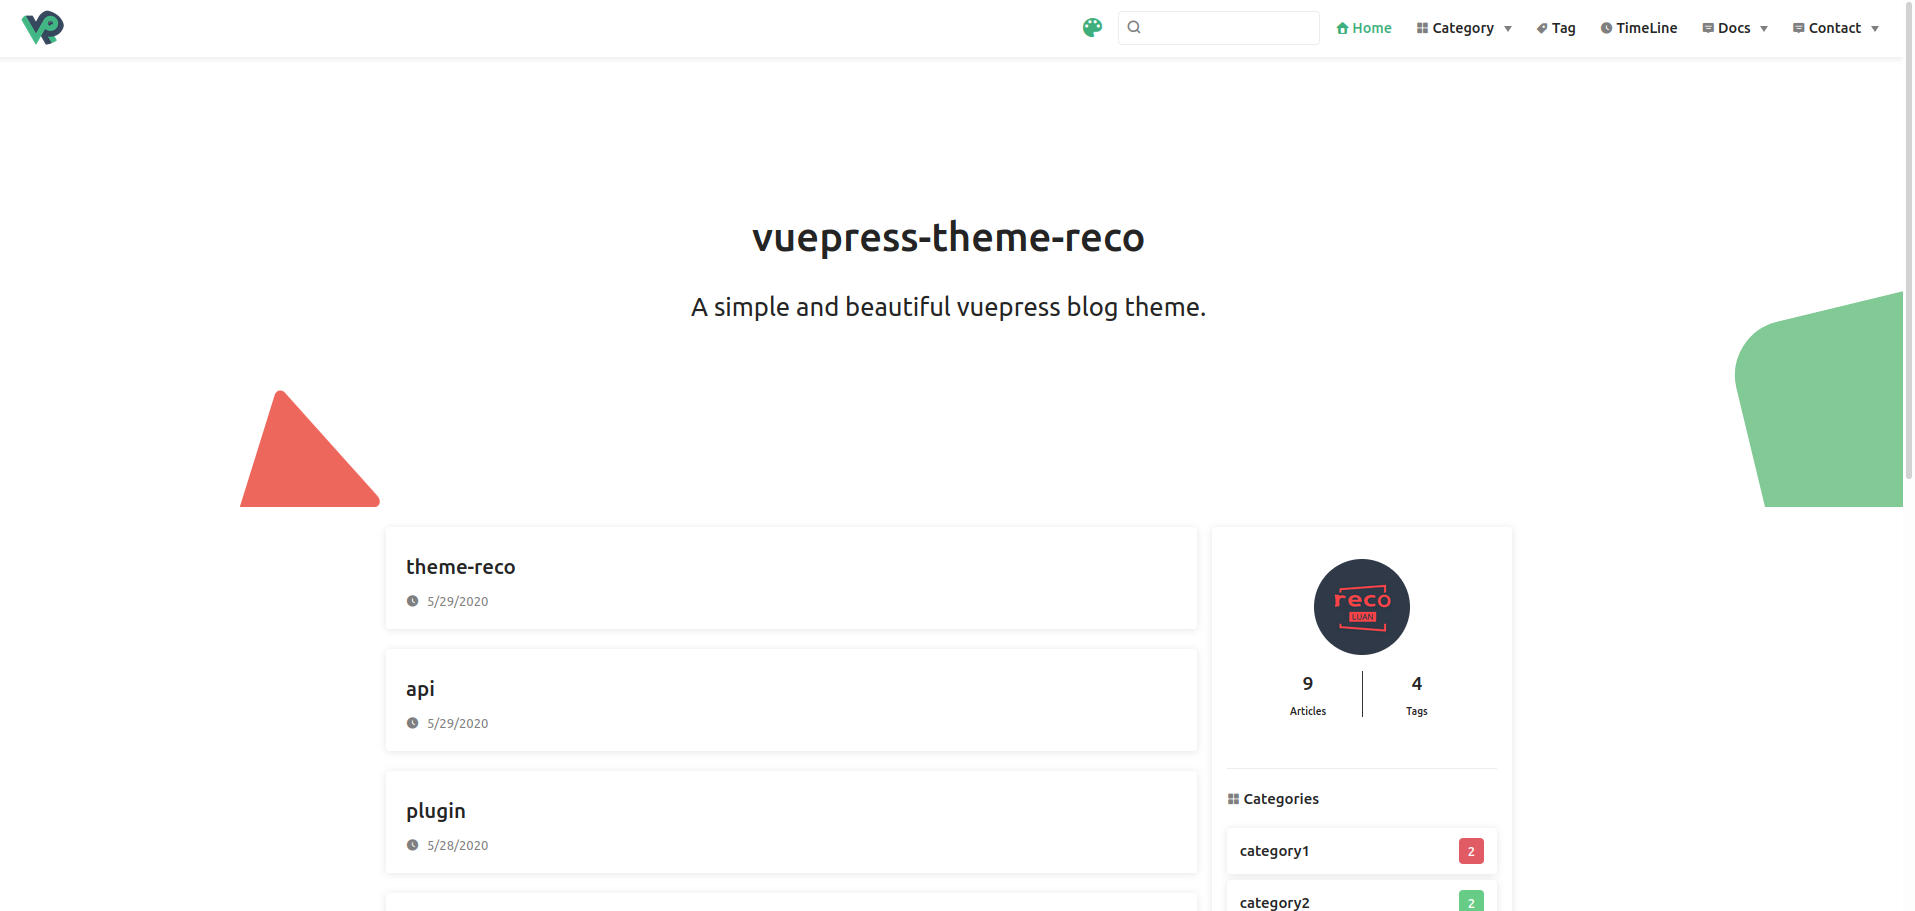 Home
Category
Tag
TimeLine
Docs
Contact
vuepress-theme-reco
A simple and beautiful vuepress blog theme.
theme-reco
5/29/2020
api
5/29/2020
plugin
5/28/2020
reco
LUAN
9
Articles
4
Tags
Categories
category1 2
category2 2